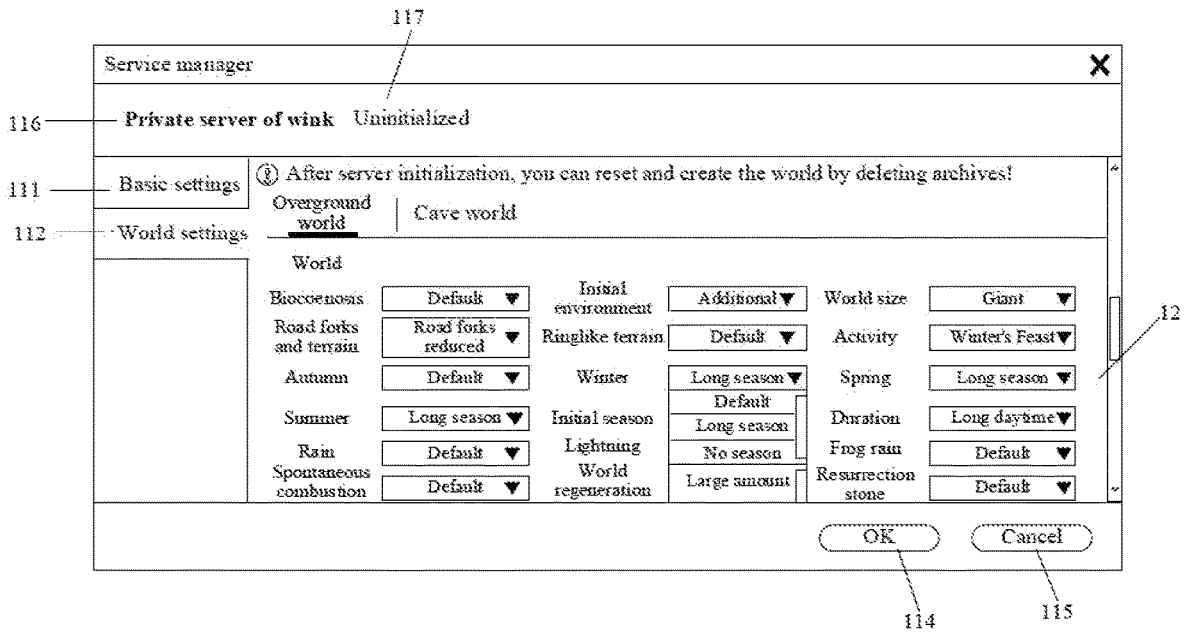 117
Service manager
116 Private server of wink Uninitialized
111 Basic settings
After server initialization, you can reset and create the world by deleting archives!
112 World settings
Overground world
Cave world
World
Biocoenosis Default
Initial environment Additional
World size Giant
Road forks and terrain Road forks reduced
Ringlike terrain Default
Activity Winter's Feast
12
Autumn Default
Winter Long season
Spring Long season
Default
Long season
No season
Large amount
Summer Long season
Initial season
Duration Long daytime
Rain Default
Lightning
Frog rain Default
Spontaneous combustion Default
World regeneration
Resurrection stone Default
OK
Cancel
114
115